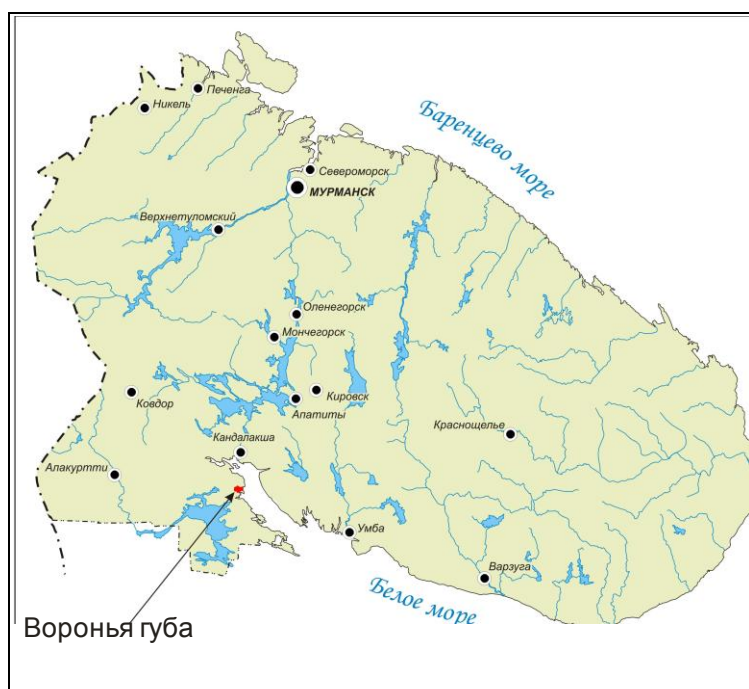 Печенга
Никель
Баренцево море
Североморск
МУРМАНСК
Верхнетуломский
Оленегорск
Мончегорск
Ковдор
Кировск
Апатиты
Краснощелье
Кандалакша
Алакуртти
Умба
Варзуга
Белое море
Воронья губа